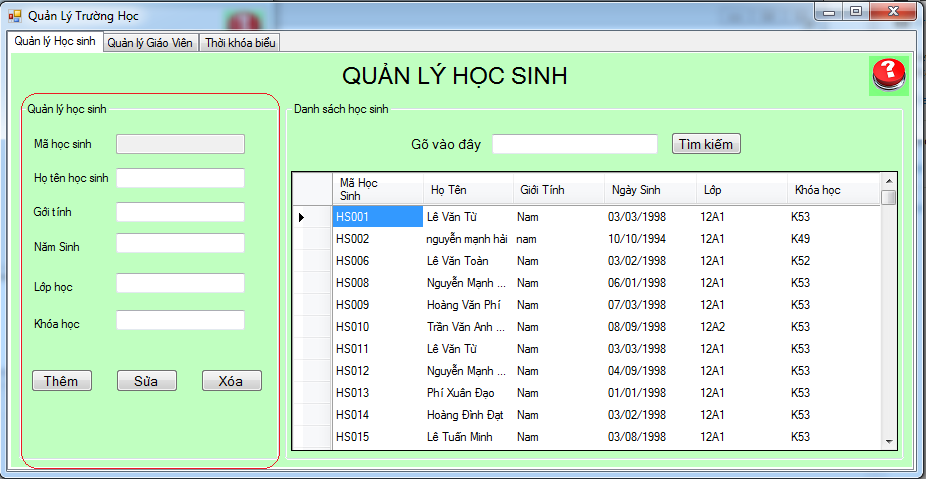 Quản Lý Trường Học
Quản lý Học sinh Quản lý Giáo Viên Thời khóa biểu
QUẢN LÝ HỌC SINH
?
Quản lý học sinh
Mã học sinh
Họ tên học sinh
Gới tính
Năm Sinh
Lớp học
Khóa học
Thêm Sửa Xóa
Danh sách học sinh
Gõ vào đây Tìm kiếm
Mã Học Sinh Họ Tên Giới Tính Ngày Sinh Lớp Khóa học
HS001 Lê Văn Từ Nam 03/03/1998 12A1 K53
HS002 nguyễn mạnh hải nam 10/10/1994 12A1 K49
HS006 Lê Văn Toàn Nam 03/02/1998 12A1 K52
HS008 Nguyễn Mạnh ... Nam 06/01/1998 12A1 K53
HS009 Hoàng Văn Phí Nam 07/03/1998 12A1 K53
HS010 Trần Văn Anh ... Nam 08/09/1998 12A2 K53
HS011 Lê Văn Từ Nam 03/03/1998 12A1 K53
HS012 Nguyễn Mạnh ... Nam 04/09/1998 12A1 K53
HS013 Phí Xuân Đạo Nam 01/01/1998 12A1 K53
HS014 Hoàng Đình Đạt Nam 03/02/1998 12A1 K53
HS015 Lê Tuấn Minh Nam 03/08/1998 12A1 K53